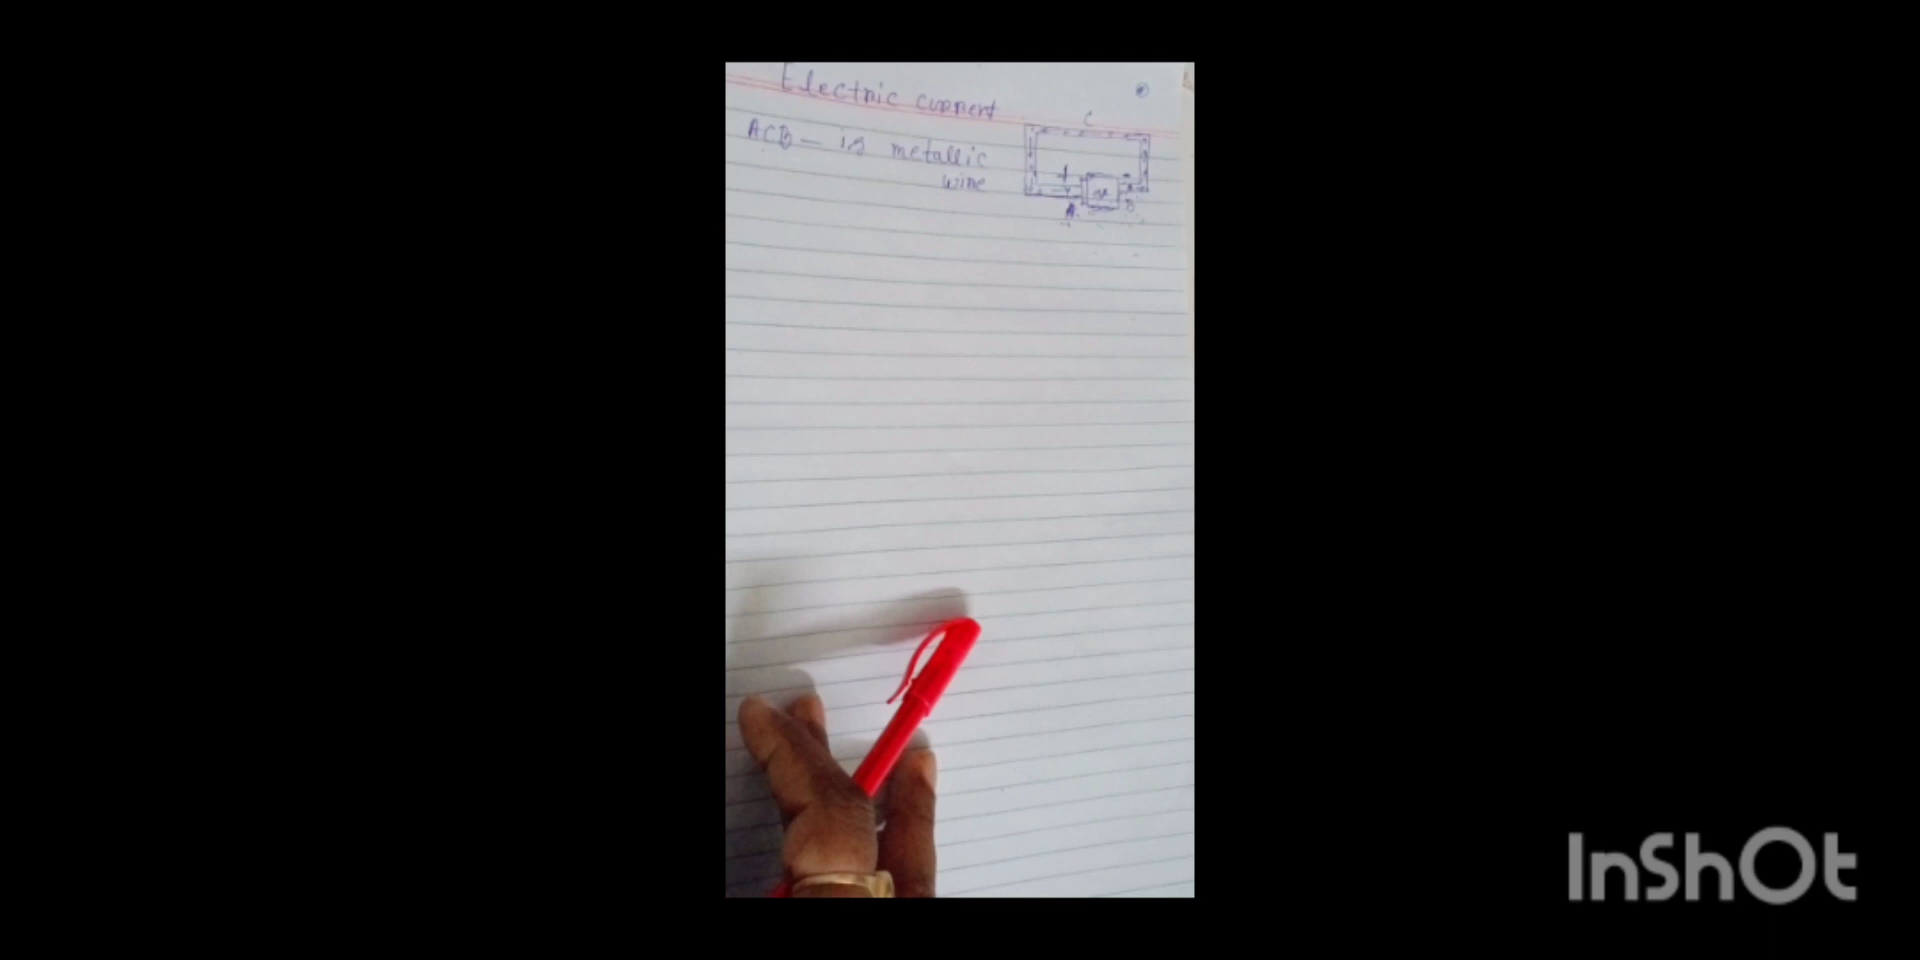 Electric current
ACB — is metallic
wire
C
A
B
InShOt